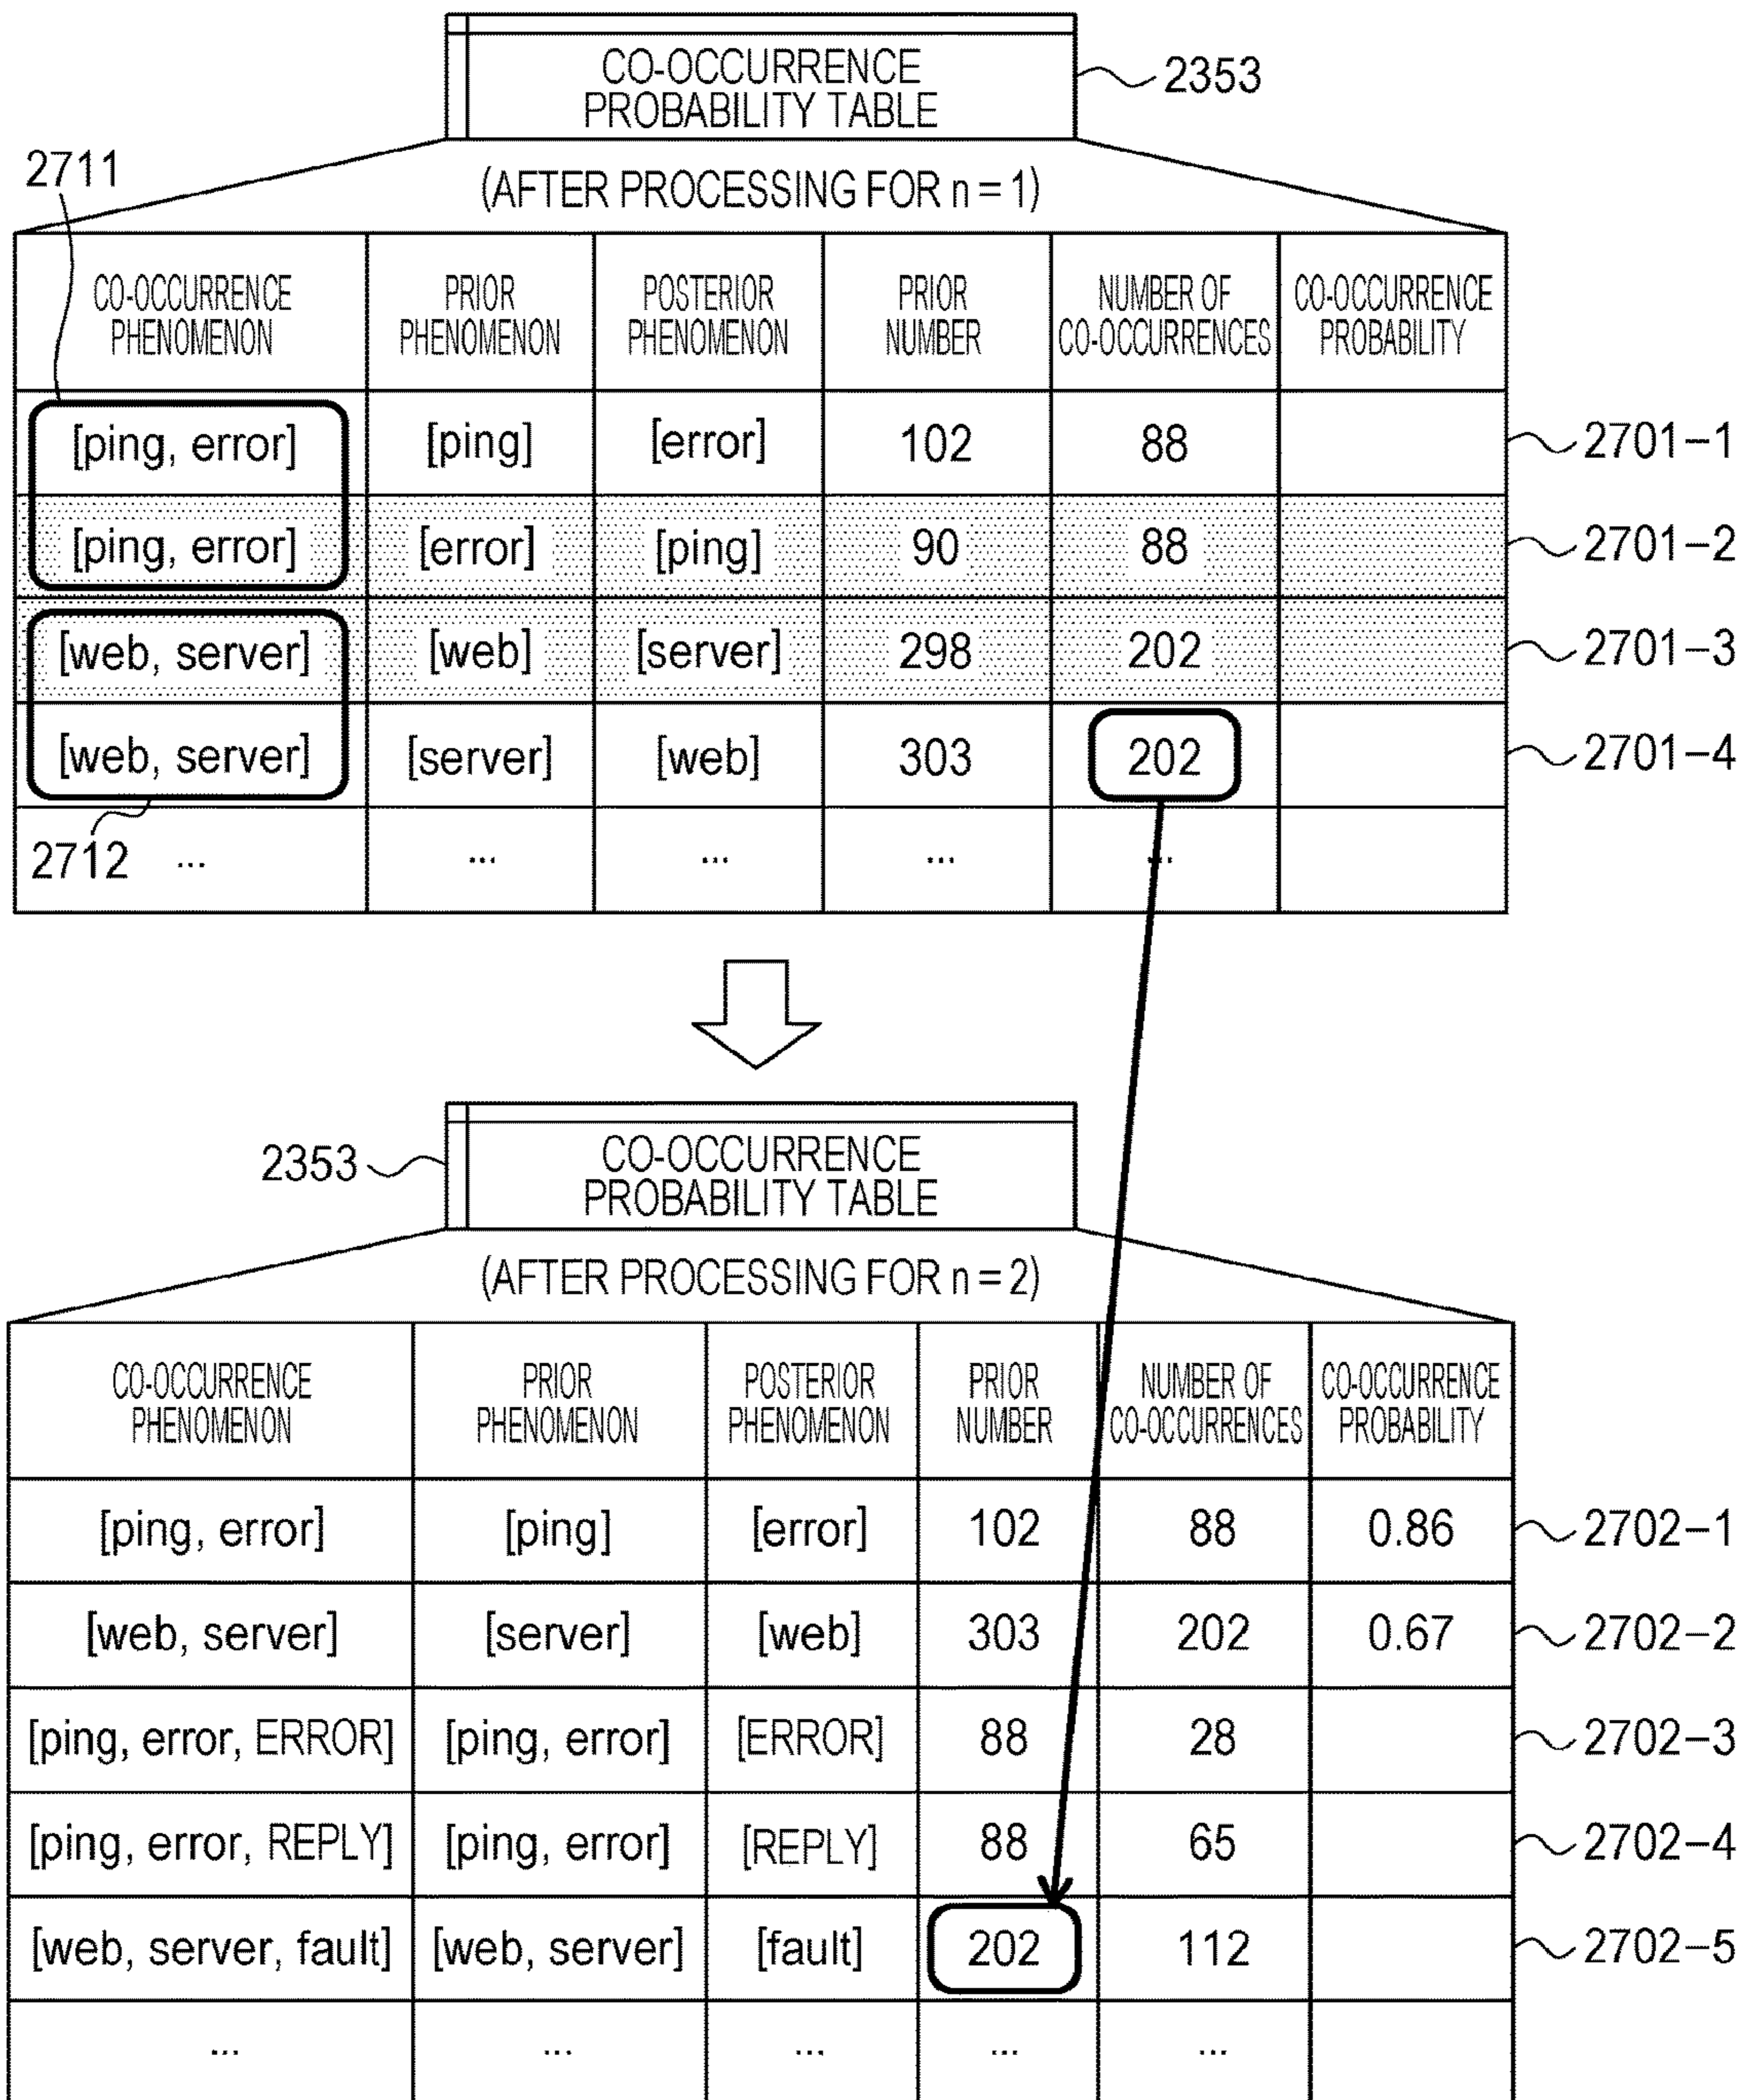 CO-OCCURRENCE
PROBABILITY TABLE
2353
2711
(AFTER PROCESSING FOR n = 1)
CO-OCCURRENCE PHENOMENON PRIOR PHENOMENON POSTERIOR PHENOMENON PRIOR NUMBER NUMBER OF CO-OCCURRENCES CO-OCCURRENCE PROBABILITY
[ping, error] [ping] [error] 102 88 2701-1
[ping, error] [error] [ping] 90 88 2701-2
[web, server] [web] [server] 298 202 2701-3
[web, server] [server] [web] 303 202 2701-4
2712 ... ... ... ... ...
2353
CO-OCCURRENCE
PROBABILITY TABLE
(AFTER PROCESSING FOR n = 2)
CO-OCCURRENCE PHENOMENON PRIOR PHENOMENON POSTERIOR PHENOMENON PRIOR NUMBER NUMBER OF CO-OCCURRENCES CO-OCCURRENCE PROBABILITY
[ping, error] [ping] [error] 102 88 0.86 2702-1
[web, server] [server] [web] 303 202 0.67 2702-2
[ping, error, ERROR] [ping, error] [ERROR] 88 28 2702-3
[ping, error, REPLY] [ping, error] [REPLY] 88 65 2702-4
[web, server, fault] [web, server] [fault] 202 112 2702-5
... ... ... ... ...